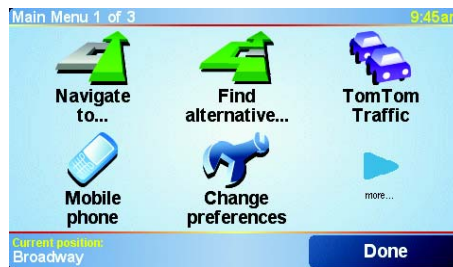 Main Menu 1 of 3
9:45am
Navigate
to...
Find
alternative...
TomTom
Traffic
Mobile
phone
Change
preferences
more...
Current position:
Broadway
Done